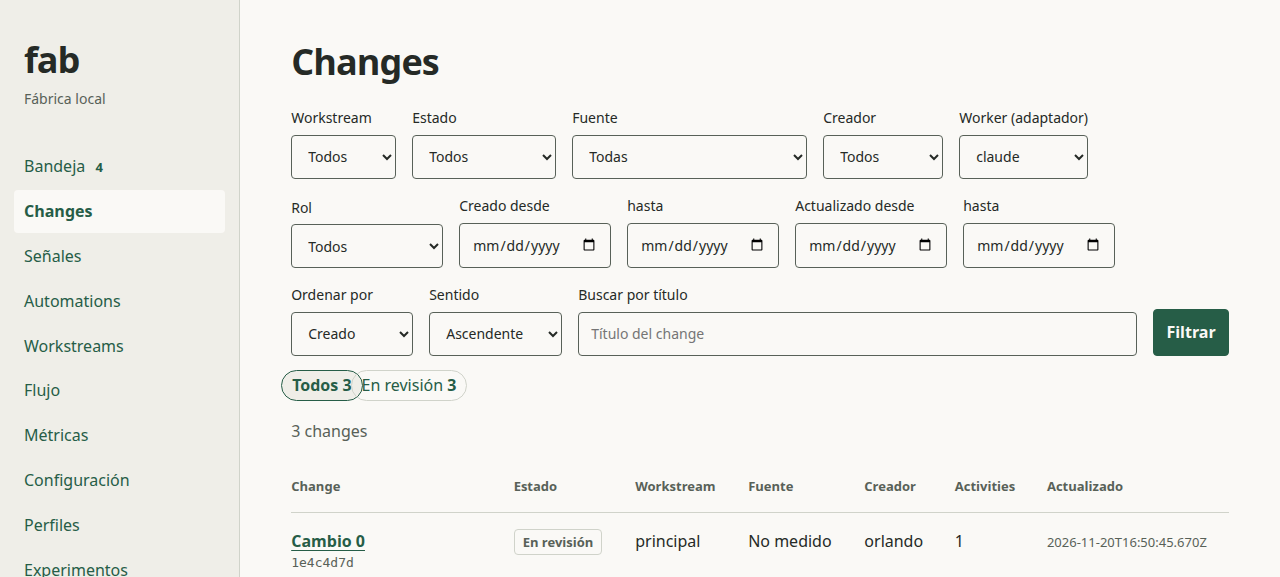 fab
Fábrica local
Bandeja 4
Changes
Señales
Automations
Workstreams
Flujo
Métricas
Configuración
Perfiles
Experimentos
Changes
Workstream Estado Fuente Creador Worker (adaptador)
Todos Todos Todas Todos claude
Rol Creado desde hasta Actualizado desde hasta
Todos mm/dd/yyyy mm/dd/yyyy mm/dd/yyyy mm/dd/yyyy
Ordenar por Sentido Buscar por título
Creado Ascendente Título del change Filtrar
Todos 3 En revisión 3
3 changes
Change Estado Workstream Fuente Creador Activities Actualizado
Cambio 0 En revisión principal No medido orlando 1 2026-11-20T16:50:45.670Z
1e4c4d7d